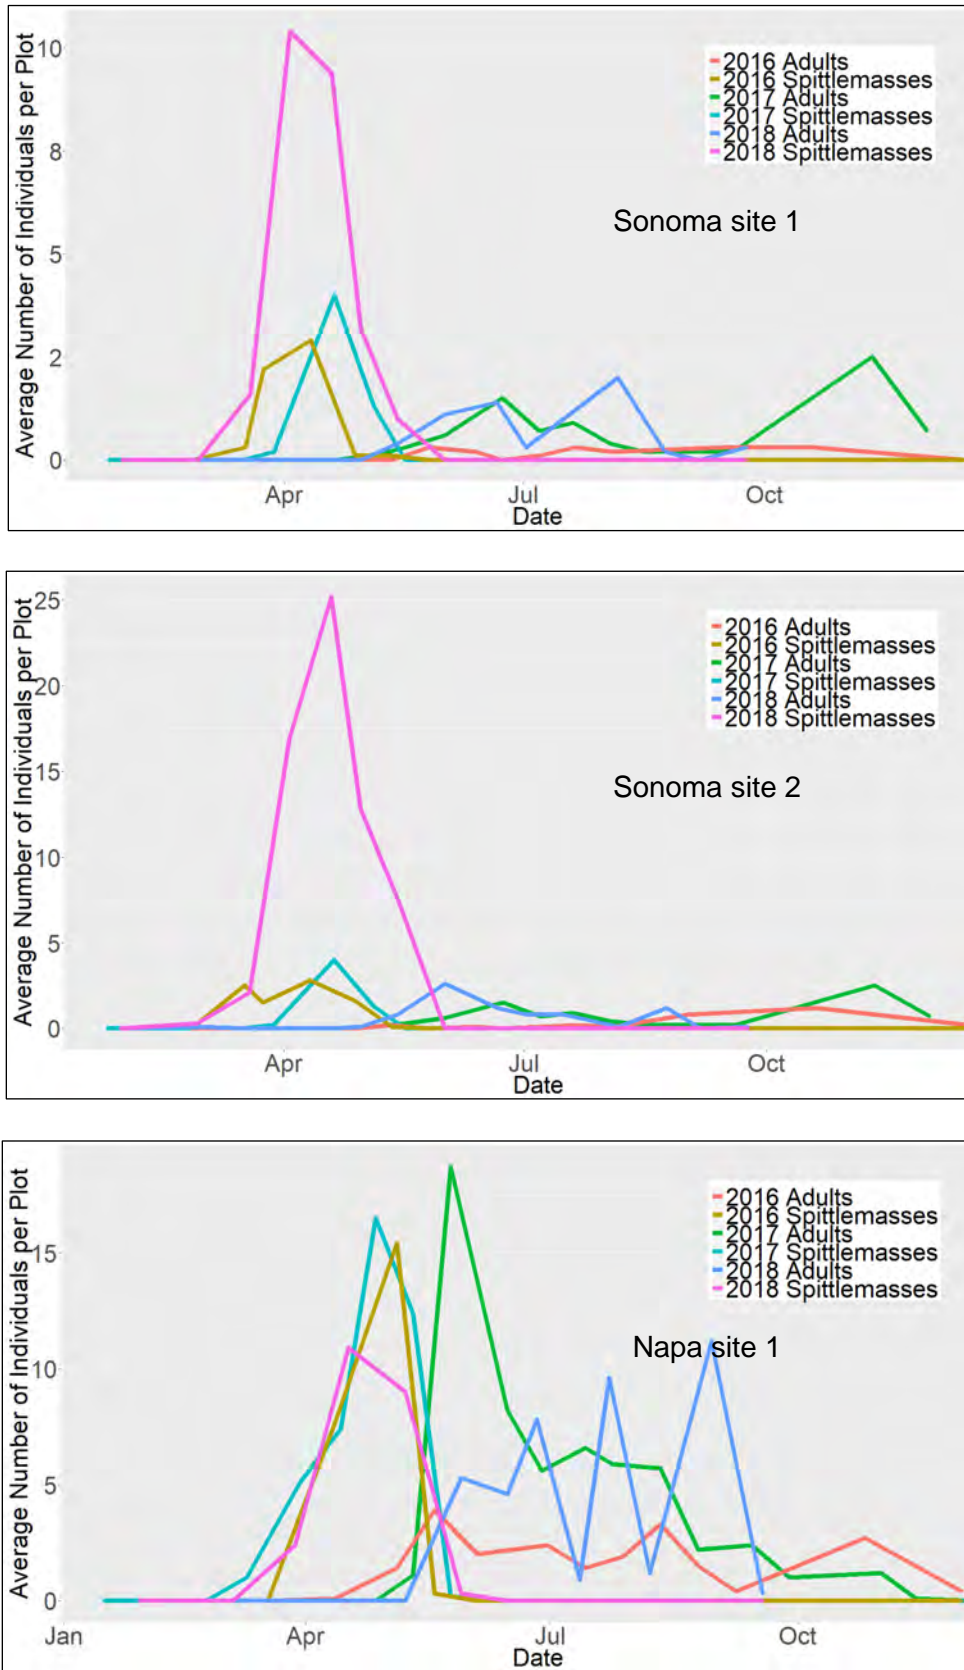 Average Number of Individuals per Plot
10
8
5
2
0
2016 Adults
2016 Spittlemasses
2017 Adults
2017 Spittlemasses
2018 Adults
2018 Spittlemasses
Sonoma site 1
Apr Jul Oct
Date
Average Number of Individuals per Plot
25
20
15
10
5
0
2016 Adults
2016 Spittlemasses
2017 Adults
2017 Spittlemasses
2018 Adults
2018 Spittlemasses
Sonoma site 2
Apr Jul Oct
Date
Average Number of Individuals per Plot
15
10
5
0
2016 Adults
2016 Spittlemasses
2017 Adults
2017 Spittlemasses
2018 Adults
2018 Spittlemasses
Napa site 1
Jan Apr Jul Oct
Date